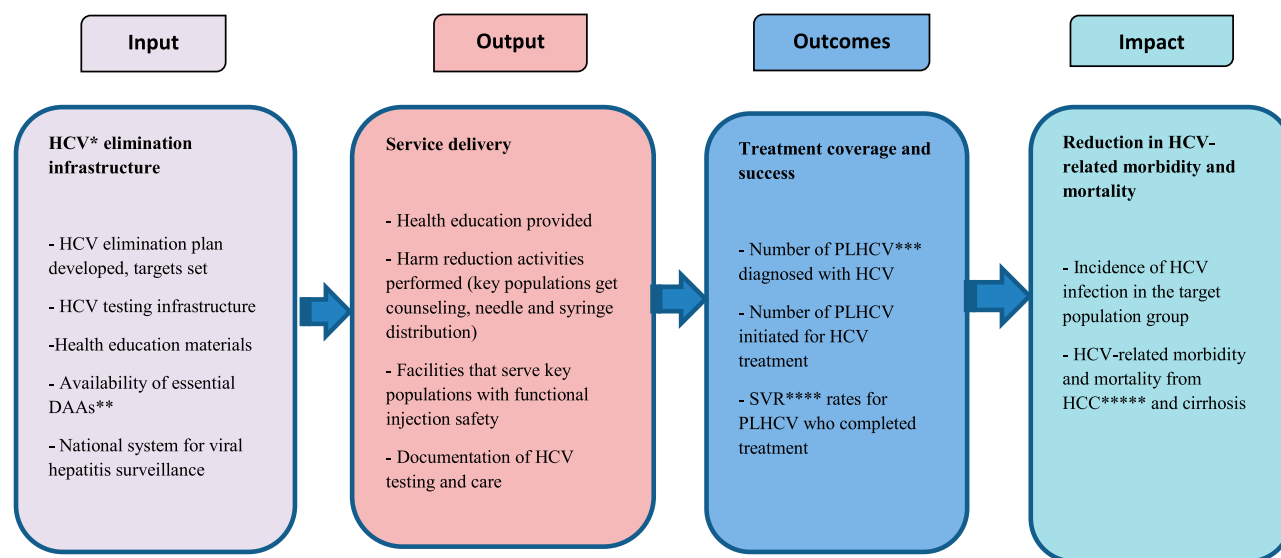 Input
Output
Outcomes
Impact
HCV* elimination
infrastructure
- HCV elimination plan
developed, targets set
- HCV testing infrastructure
-Health education materials
- Availability of essential
DAAs**
- National system for viral
hepatitis surveillance
Service delivery
- Health education provided
- Harm reduction activities
performed (key populations get
counseling, needle and syringe
distribution)
- Facilities that serve key
populations with functional
injection safety
- Documentation of HCV
testing and care
Treatment coverage and
success
- Number of PLHCV***
diagnosed with HCV
- Number of PLHCV
initiated for HCV
treatment
- SVR**** rates for
PLHCV who completed
treatment
Reduction in HCV-
related morbidity and
mortality
- Incidence of HCV
infection in the target
population group
- HCV-related morbidity
and mortality from
HCC***** and cirrhosis